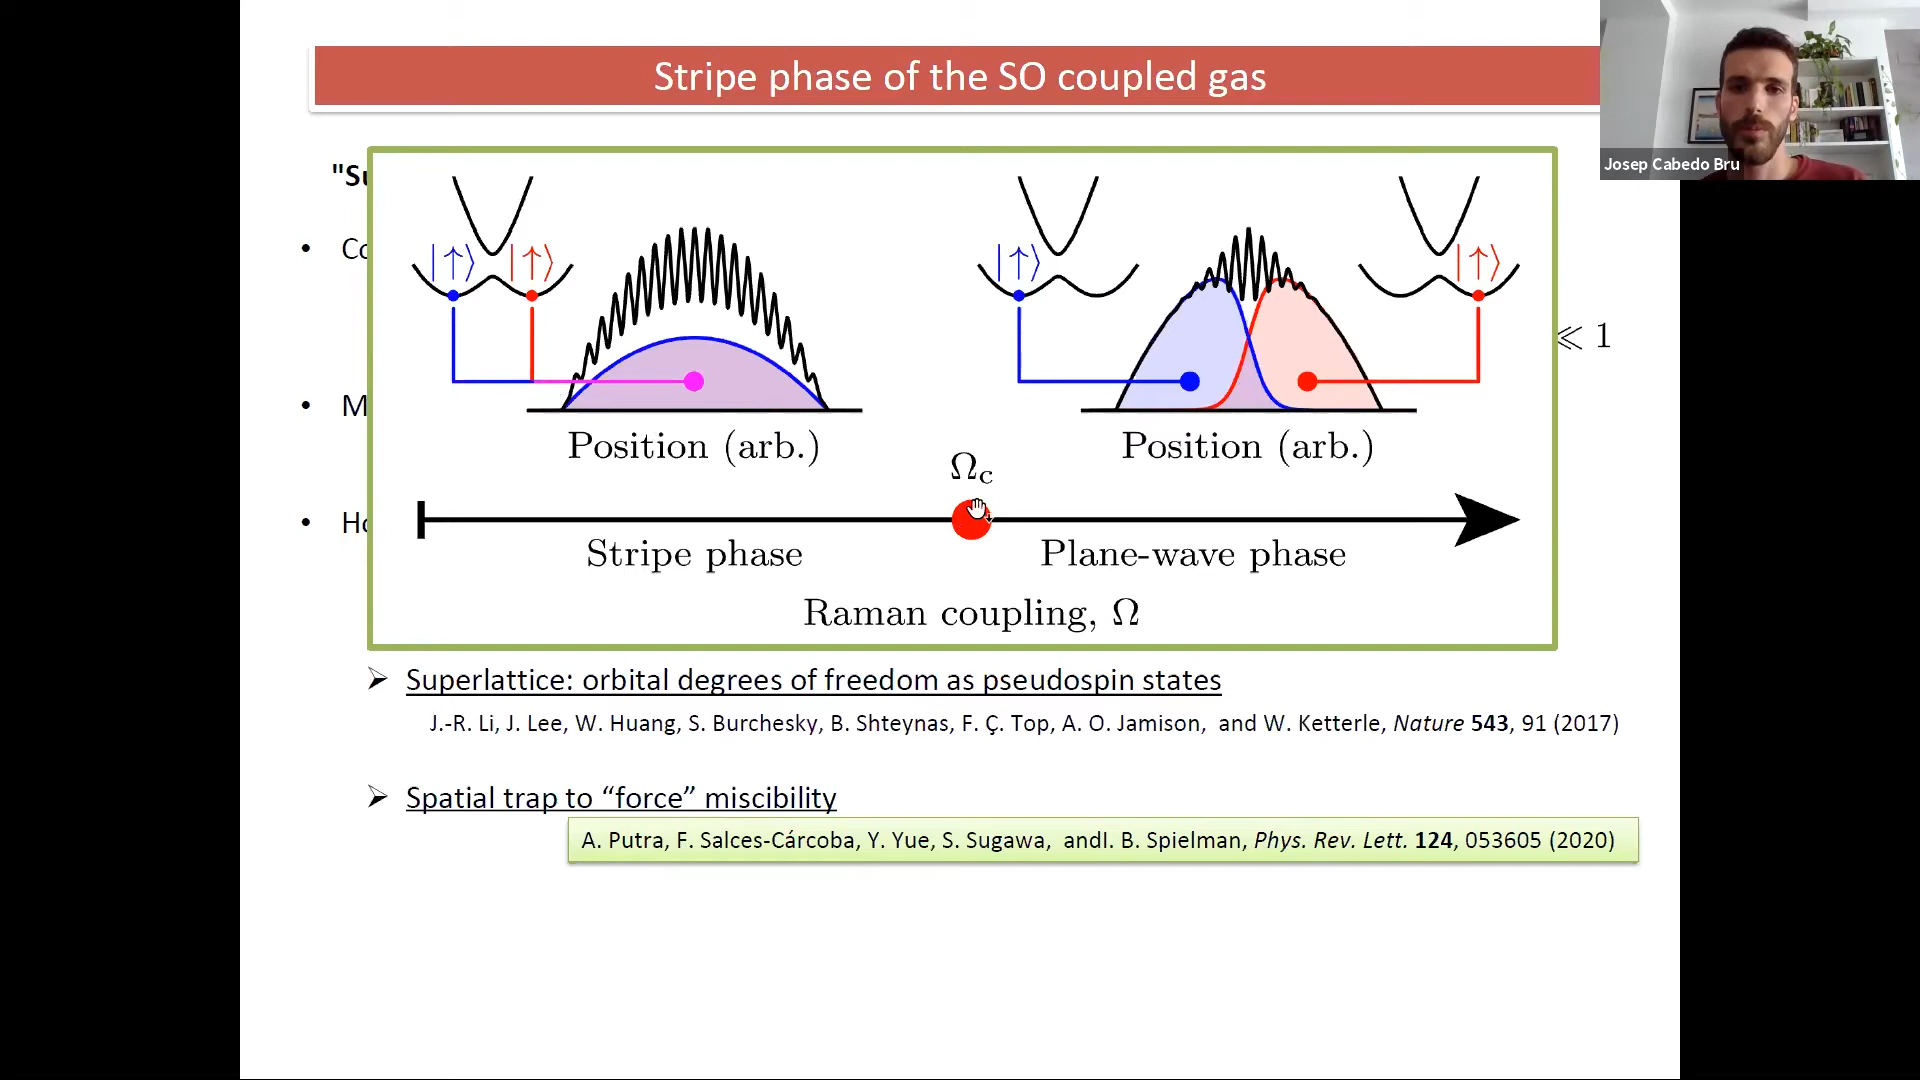 Stripe phase of the SO coupled gas
Josep Cabedo Bru
"Su
• Co
|↑⟩ |↑⟩ |↑⟩ |↑⟩
≪ 1
• M
Position (arb.) Position (arb.)
Ωc
• Ho
Stripe phase Plane-wave phase
Raman coupling, Ω
➢ Superlattice: orbital degrees of freedom as pseudospin states
J.-R. Li, J. Lee, W. Huang, S. Burchesky, B. Shteynas, F. Ç. Top, A. O. Jamison, and W. Ketterle, Nature 543, 91 (2017)
➢ Spatial trap to “force” miscibility
A. Putra, F. Salces-Cárcoba, Y. Yue, S. Sugawa, andI. B. Spielman, Phys. Rev. Lett. 124, 053605 (2020)